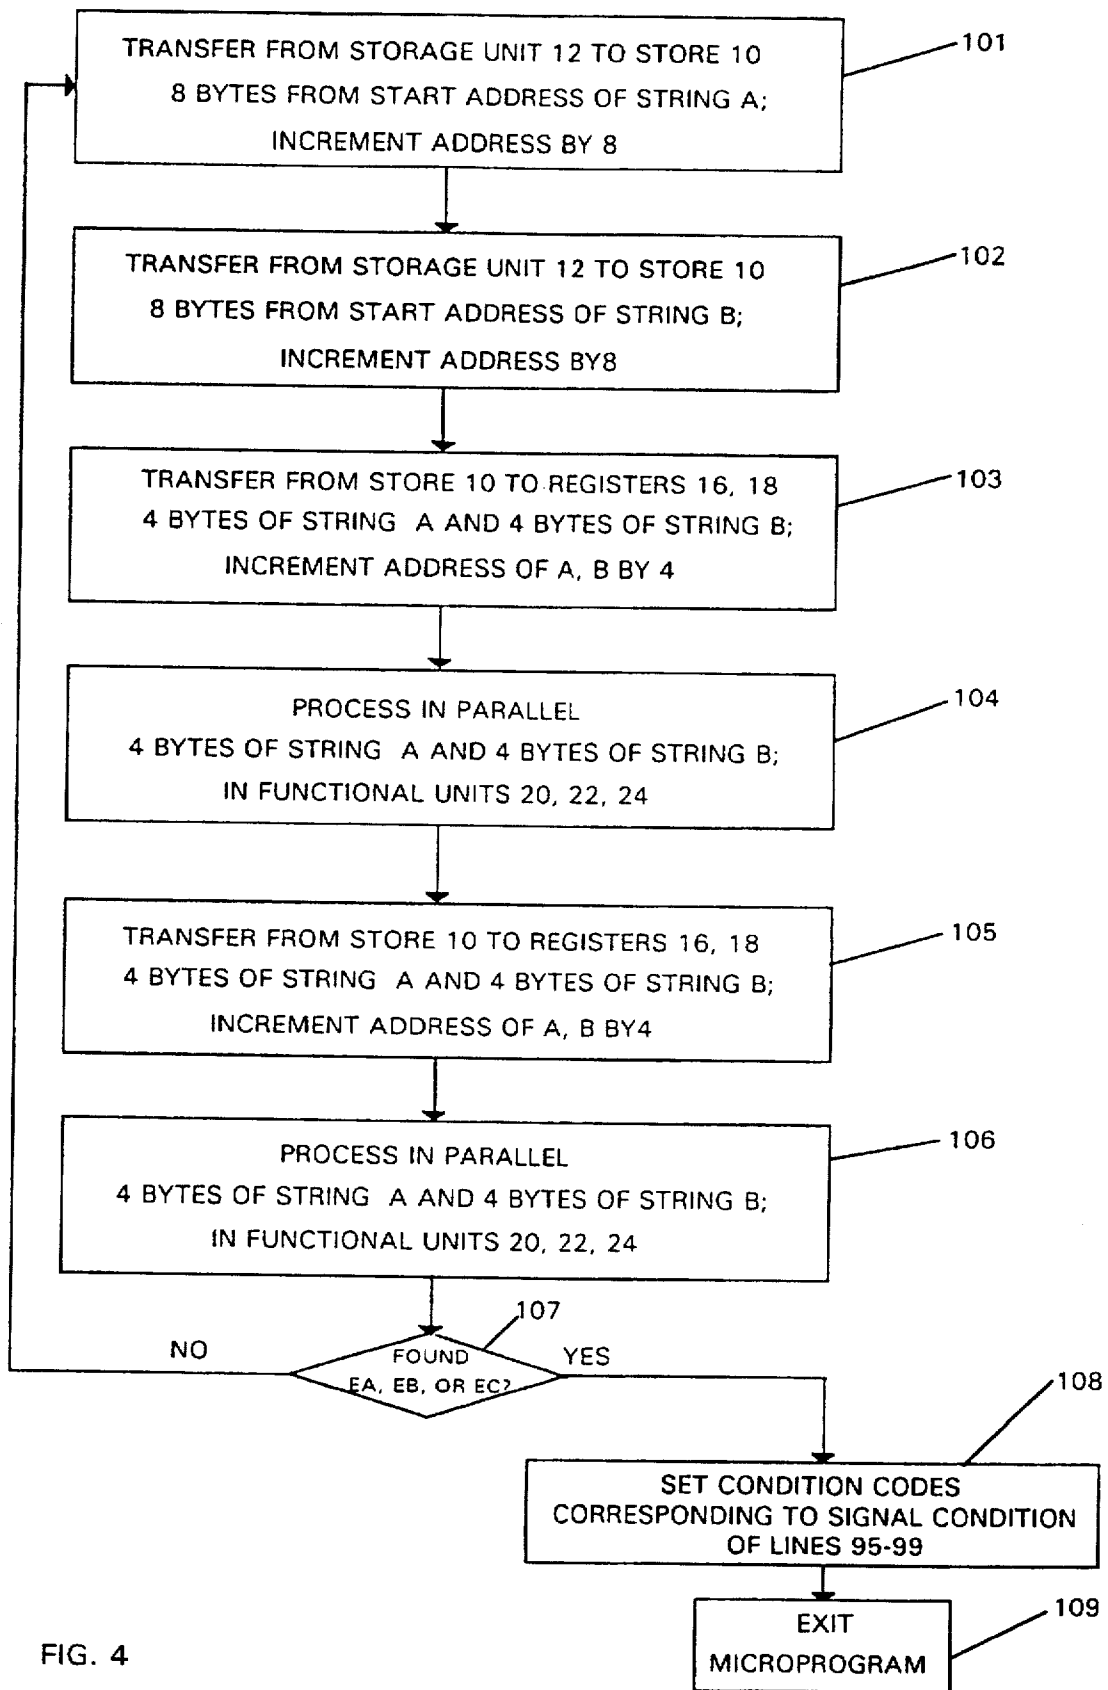 TRANSFER FROM STORAGE UNIT 12 TO STORE 10
8 BYTES FROM START ADDRESS OF STRING A;
INCREMENT ADDRESS BY 8
101
TRANSFER FROM STORAGE UNIT 12 TO STORE 10
8 BYTES FROM START ADDRESS OF STRING B;
INCREMENT ADDRESS BY8
102
TRANSFER FROM STORE 10 TO REGISTERS 16, 18
4 BYTES OF STRING A AND 4 BYTES OF STRING B;
INCREMENT ADDRESS OF A, B BY 4
103
PROCESS IN PARALLEL
4 BYTES OF STRING A AND 4 BYTES OF STRING B;
IN FUNCTIONAL UNITS 20, 22, 24
104
TRANSFER FROM STORE 10 TO REGISTERS 16, 18
4 BYTES OF STRING A AND 4 BYTES OF STRING B;
INCREMENT ADDRESS OF A, B BY4
105
PROCESS IN PARALLEL
4 BYTES OF STRING A AND 4 BYTES OF STRING B;
IN FUNCTIONAL UNITS 20, 22, 24
106
107
NO
FOUND
EA, EB, OR EC?
YES
108
SET CONDITION CODES
CORRESPONDING TO SIGNAL CONDITION
OF LINES 95-99
EXIT
MICROPROGRAM
109
FIG. 4